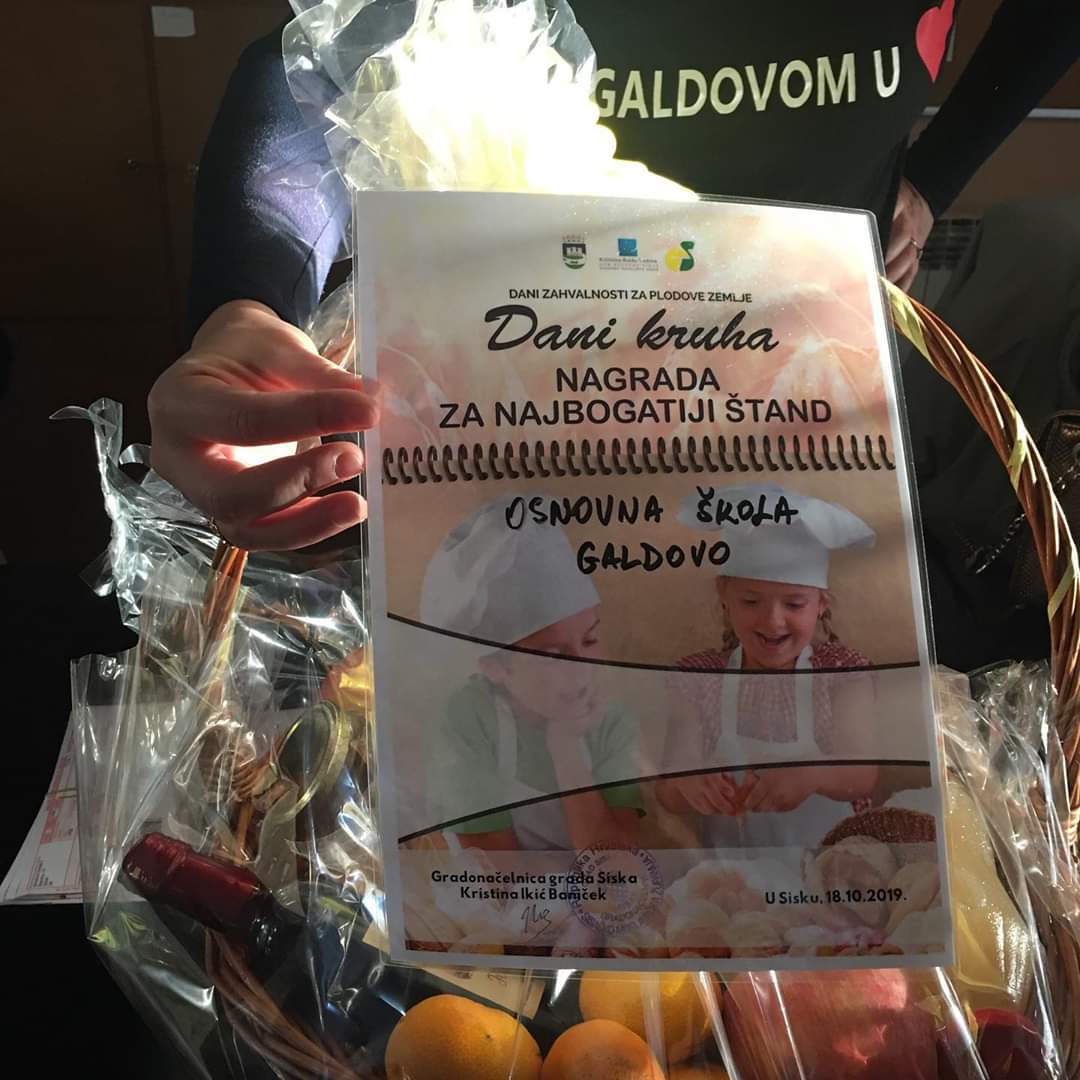 GALDOVOM U
DANI ZAHVALNOSTI ZA PLODOVE ZEMLJE
Dani kruha
NAGRADA
ZA NAJBOGATIJI ŠTAND
OSNOVNA ŠKOLA
GALDOVO
Gradonačelnica grada Siska
Kristina Ikić Baniček
U Sisku, 18.10.2019.